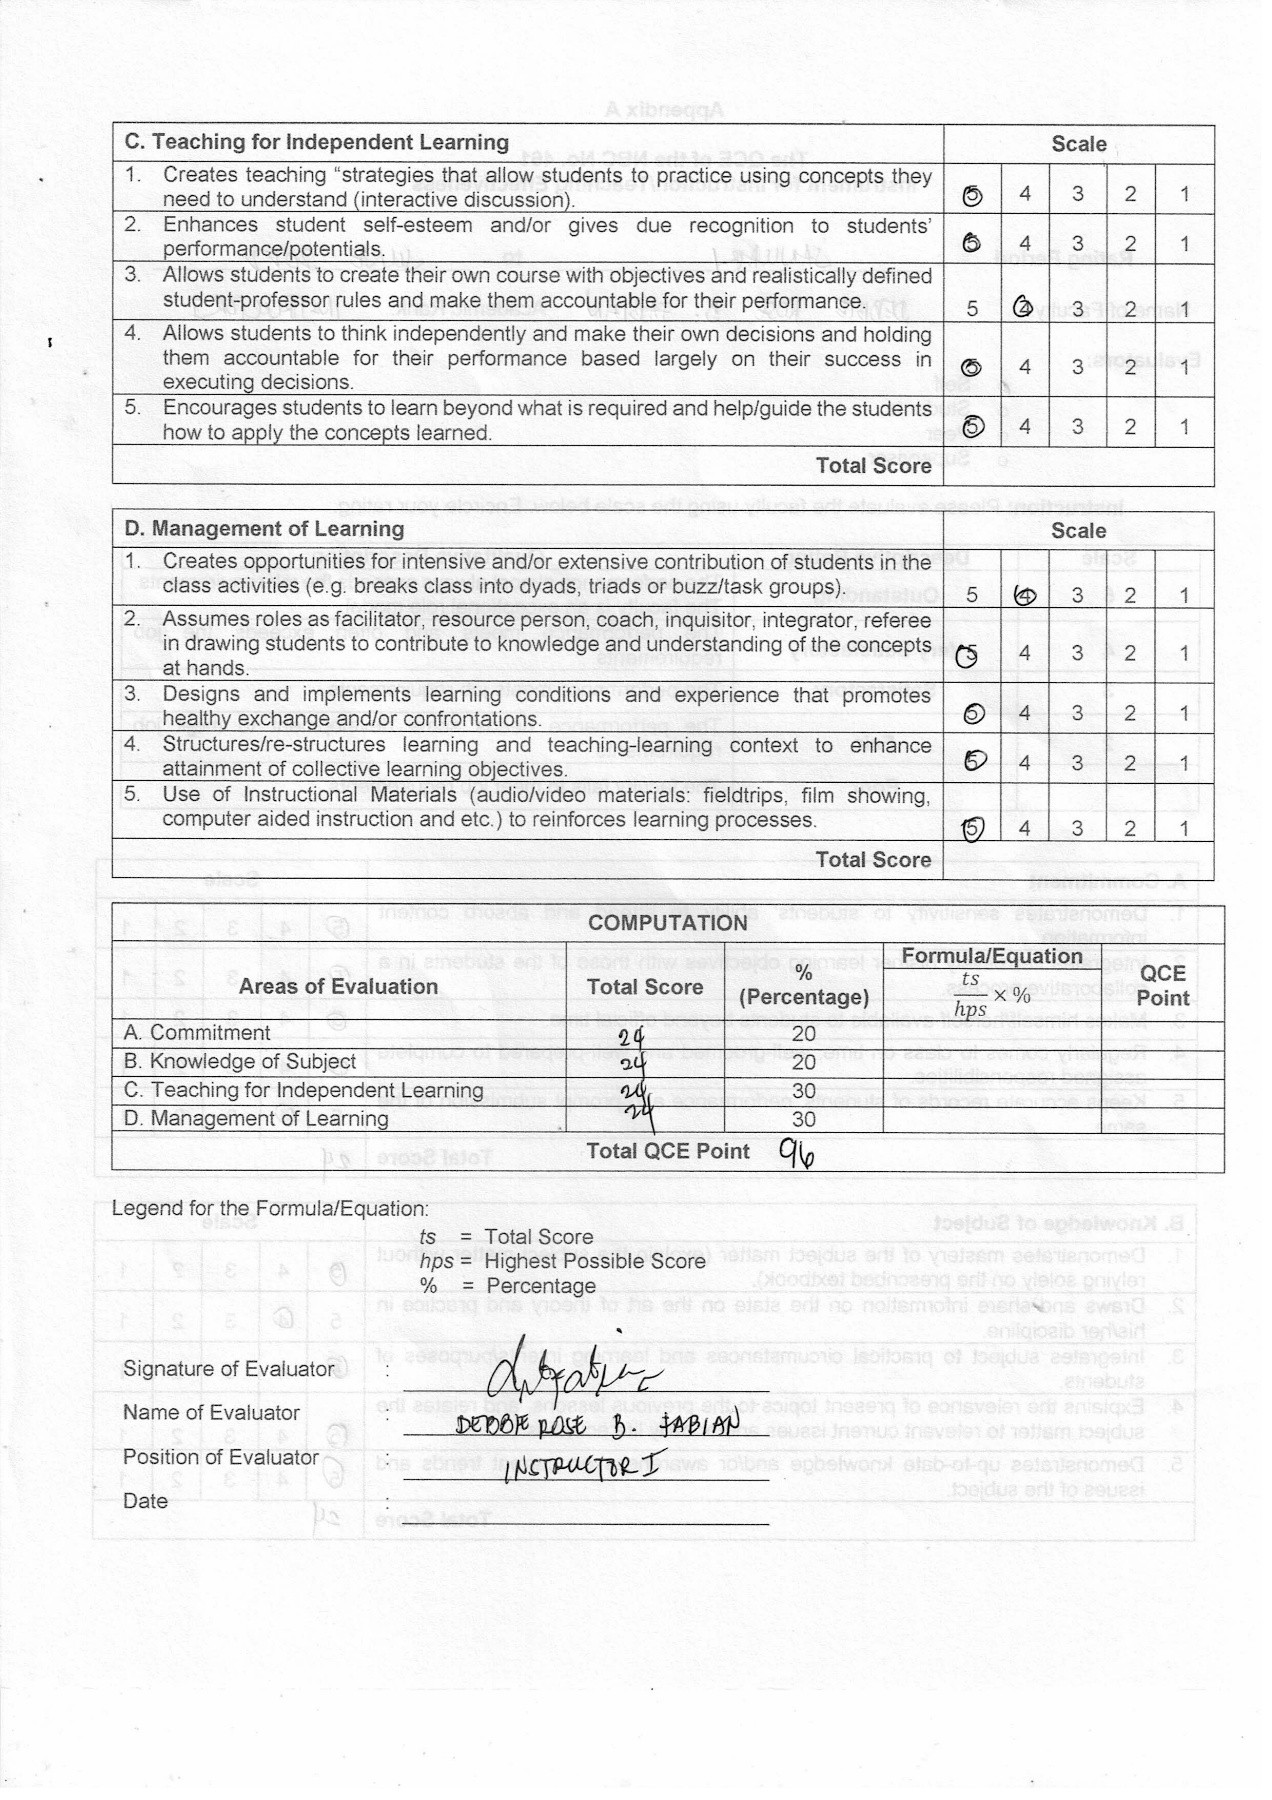 C. Teaching for Independent Learning Scale
1. Creates teaching “strategies that allow students to practice using concepts they
need to understand (interactive discussion). 5 4 3 2 1
2. Enhances student self-esteem and/or gives due recognition to students’
performance/potentials. 5 4 3 2 1
3. Allows students to create their own course with objectives and realistically defined
student-professor rules and make them accountable for their performance. 5 4 3 2 1
4. Allows students to think independently and make their own decisions and holding
them accountable for their performance based largely on their success in 5 4 3 2 1
executing decisions.
5. Encourages students to learn beyond what is required and help/guide the students
how to apply the concepts learned. 5 4 3 2 1
Total Score
D. Management of Learning Scale
1. Creates opportunities for intensive and/or extensive contribution of students in the
class activities (e.g. breaks class into dyads, triads or buzz/task groups). 5 4 3 2 1
2. Assumes roles as facilitator, resource person, coach, inquisitor, integrator, referee
in drawing students to contribute to knowledge and understanding of the concepts 5 4 3 2 1
at hands.
3. Designs and implements learning conditions and experience that promotes
healthy exchange and/or confrontations. 5 4 3 2 1
4. Structures/re-structures learning and teaching-learning context to enhance
attainment of collective learning objectives. 5 4 3 2 1
5. Use of Instructional Materials (audio/video materials: fieldtrips, film showing,
computer aided instruction and etc.) to reinforces learning processes. 5 4 3 2 1
Total Score
COMPUTATION
Areas of Evaluation Total Score % (Percentage) Formula/Equation QCE Point
ts
hps × %
A. Commitment 24 20
B. Knowledge of Subject 24 20
C. Teaching for Independent Learning 24 30
D. Management of Learning 24 30
Total QCE Point 96
Legend for the Formula/Equation:
ts = Total Score
hps = Highest Possible Score
% = Percentage
Signature of Evaluator :
Name of Evaluator : DEBBIE ROSE B. FABIAN
Position of Evaluator : INSTRUCTOR I
Date :